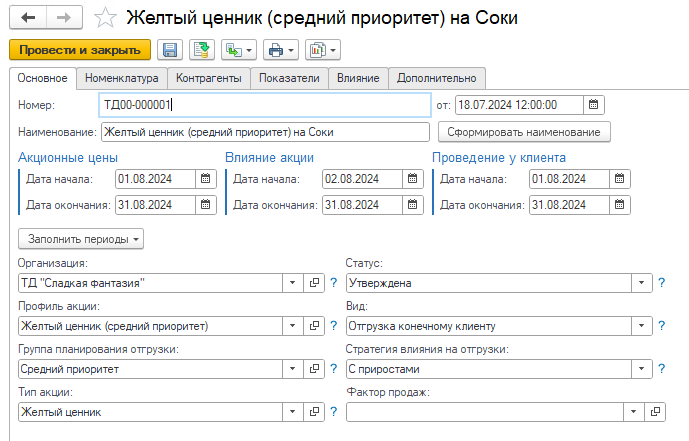 Желтый ценник (средний приоритет) на Соки
Провести и закрыть
Основное Номенклатура Контрагенты Показатели Влияние Дополнительно
Номер: ТД00-000001 от: 18.07.2024 12:00:00
Наименование: Желтый ценник (средний приоритет) на Соки Сформировать наименование
Акционные цены Влияние акции Проведение у клиента
Дата начала: 01.08.2024 Дата начала: 02.08.2024 Дата начала: 01.08.2024
Дата окончания: 31.08.2024 Дата окончания: 31.08.2024 Дата окончания: 31.08.2024
Заполнить периоды
Организация: Статус:
ТД "Сладкая фантазия" ? Утверждена ?
Профиль акции: Вид:
Желтый ценник (средний приоритет) ? Отгрузка конечному клиенту ?
Группа планирования отгрузки: Стратегия влияния на отгрузки:
Средний приоритет ? С приростами ?
Тип акции: Фактор продаж:
Желтый ценник ?